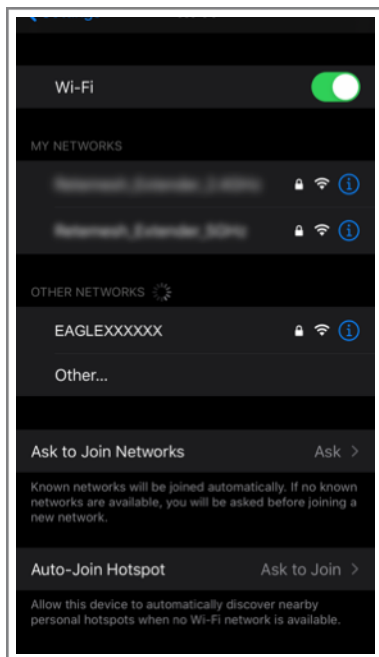 Wi-Fi
MY NETWORKS
OTHER NETWORKS
EAGLEXXXXXX
Other...
Ask to Join Networks
Ask >
Known networks will be joined automatically. If no known
networks are available, you will be asked before joining a
new network.
Auto-Join Hotspot
Ask to Join >
Allow this device to automatically discover nearby
personal hotspots when no Wi-Fi network is available.